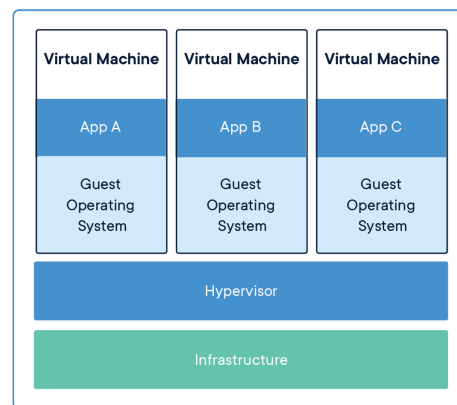 Virtual Machine Virtual Machine Virtual Machine
App A App B App C
Guest Guest Guest
Operating Operating Operating
System System System
Hypervisor
Infrastructure